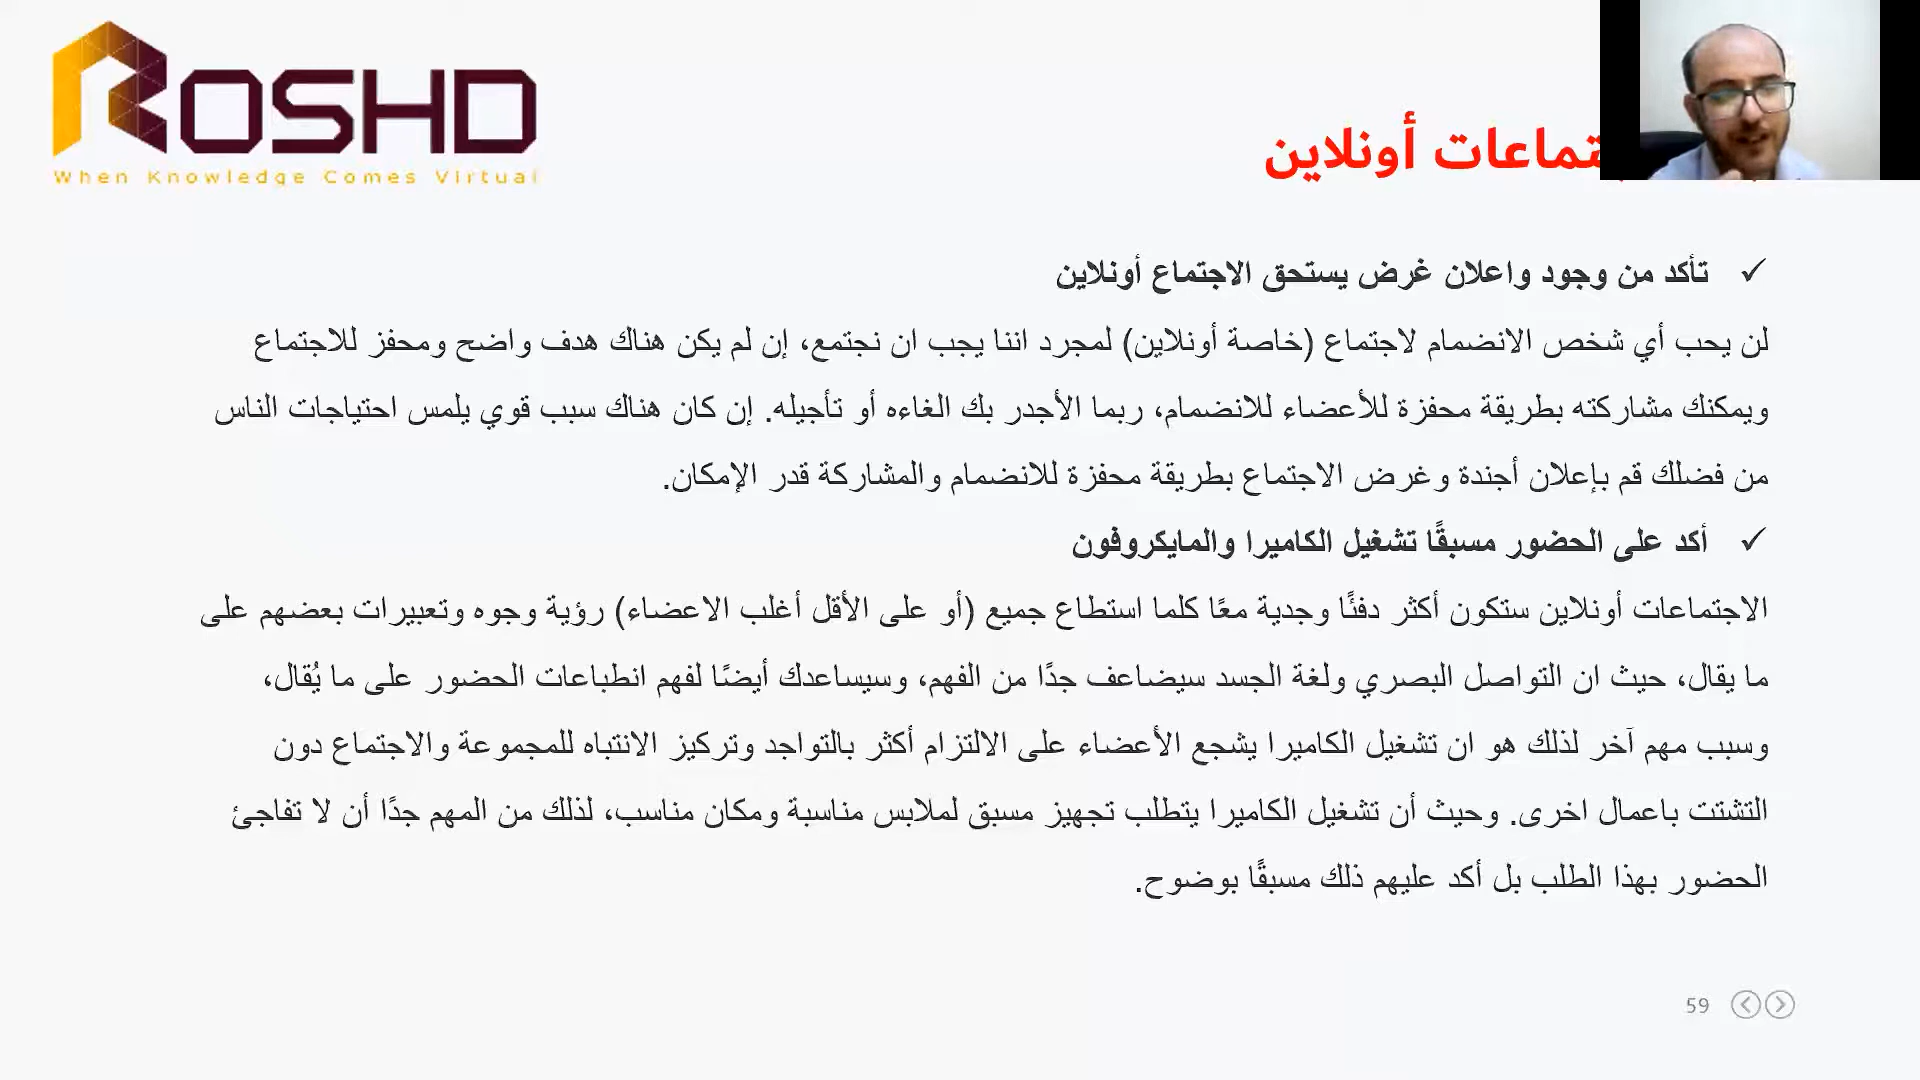 ROSHD
When Knowledge Comes Virtual
أونلاين
✓ تأكد من وجود واعلان غرض يستحق الاجتماع أونلاين
لن يحب أي شخص الانضمام لاجتماع (خاصة أونلاين) لمجرد اننا يجب ان نجتمع، إن لم يكن هناك هدف واضح ومحفز للاجتماع
ويمكنك مشاركته بطريقة محفزة للأعضاء للانضمام، ربما الأجدر بك الغاءه أو تأجيله. إن كان هناك سبب قوي يلمس احتياجات الناس
من فضلك قم بإعلان أجندة وغرض الاجتماع بطريقة محفزة للانضمام والمشاركة قدر الإمكان.
✓ أكد على الحضور مسبقًا تشغيل الكاميرا والمايكروفون
الاجتماعات أونلاين ستكون أكثر دفئًا وجدية معًا كلما استطاع جميع (أو على الأقل أغلب الاعضاء) رؤية وجوه وتعبيرات بعضهم على
ما يقال، حيث ان التواصل البصري ولغة الجسد سيضاعف جدًا من الفهم، وسيساعدك أيضًا لفهم انطباعات الحضور على ما يُقال،
وسبب مهم آخر لذلك هو ان تشغيل الكاميرا يشجع الأعضاء على الالتزام أكثر بالتواجد وتركيز الانتباه للمجموعة والاجتماع دون
التشتت باعمال اخرى. وحيث أن تشغيل الكاميرا يتطلب تجهيز مسبق لملابس مناسبة ومكان مناسب، لذلك من المهم جدًا أن لا تفاجئ
الحضور بهذا الطلب بل أكد عليهم ذلك مسبقًا بوضوح.
59